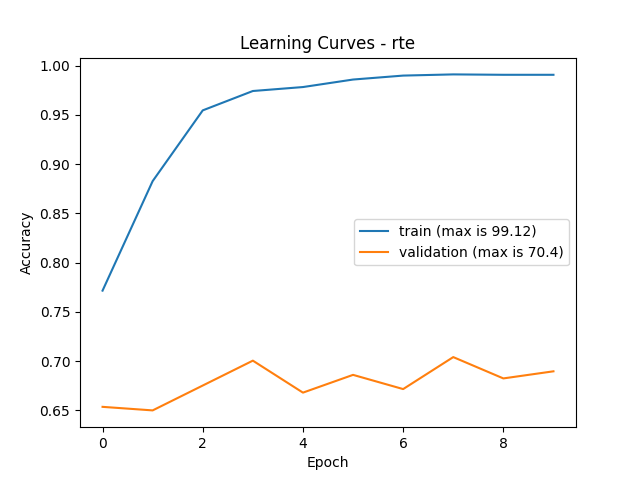 Learning Curves - rte
1.00
0.95
0.90
0.85
0.80
0.75
0.70
0.65
Accuracy
train (max is 99.12)
validation (max is 70.4)
0 2 4 6 8
Epoch